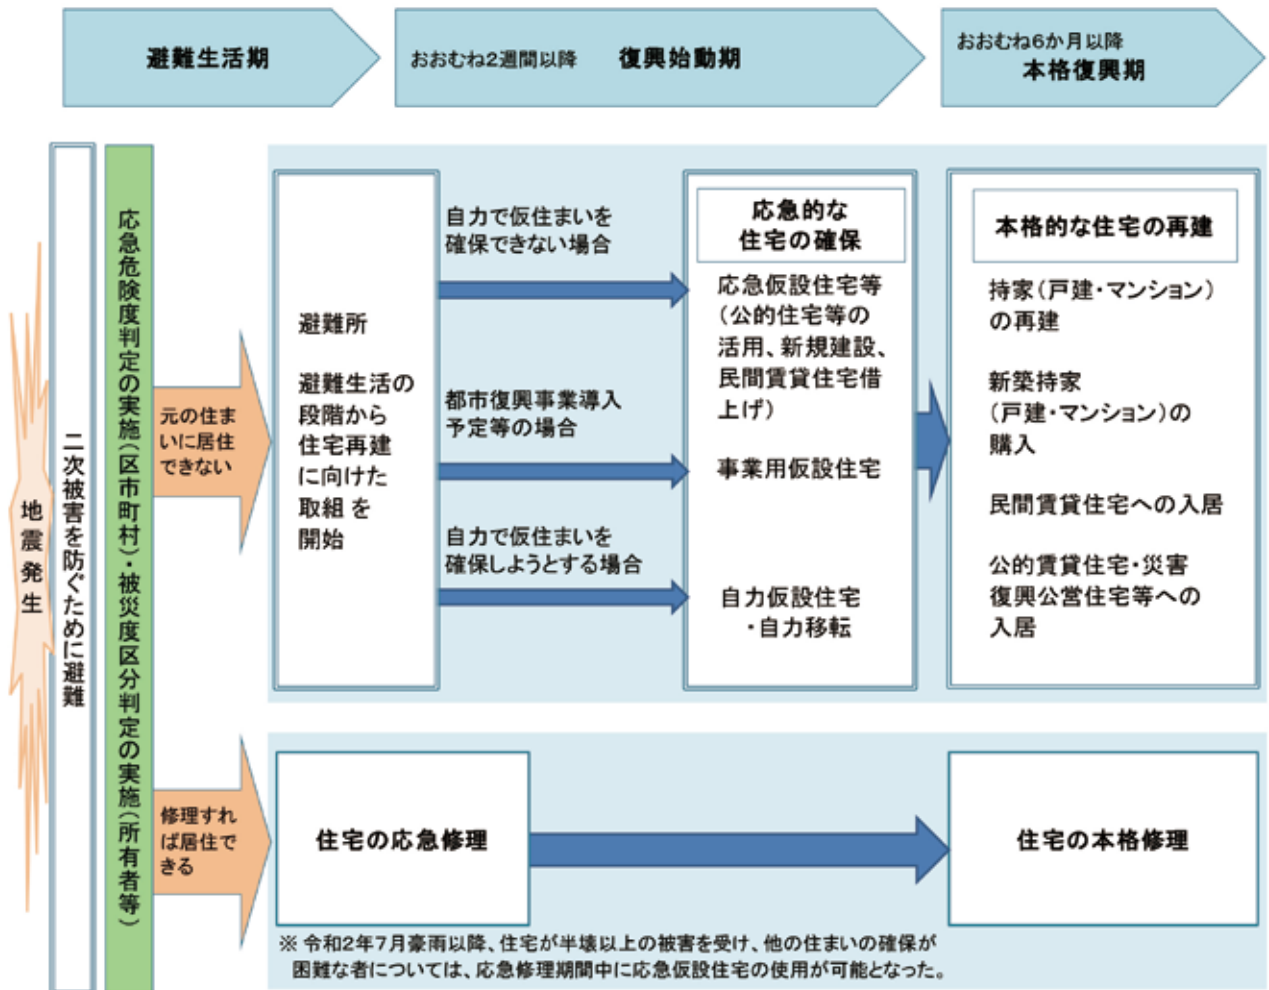 避難生活期
おおむね2週間以降　復興始動期
おおむね6か月以降
本格復興期
地震発生
二次被害を防ぐために避難
応急危険度判定の実施(区市町村)・被災度区分判定の実施(所有者等)
元の住ま
いに居住
できない
避難所
避難生活の
段階から
住宅再建
に向けた
取組 を
開始
自力で仮住まいを
確保できない場合
都市復興事業導入
予定等の場合
自力で仮住まいを
確保しようとする場合
応急的な
住宅の確保
応急仮設住宅等
(公的住宅等の
活用、新規建設、
民間賃貸住宅借
上げ)
事業用仮設住宅
自力仮設住宅
・自力移転
本格的な住宅の再建
持家(戸建・マンション)
の再建
新築持家
(戸建・マンション)の
購入
民間賃貸住宅への入居
公的賃貸住宅・災害
復興公営住宅等への
入居
修理すれ
ば居住で
きる
住宅の応急修理
住宅の本格修理
※ 令和2年7月豪雨以降、住宅が半壊以上の被害を受け、他の住まいの確保が
困難な者については、応急修理期間中に応急仮設住宅の使用が可能となった。